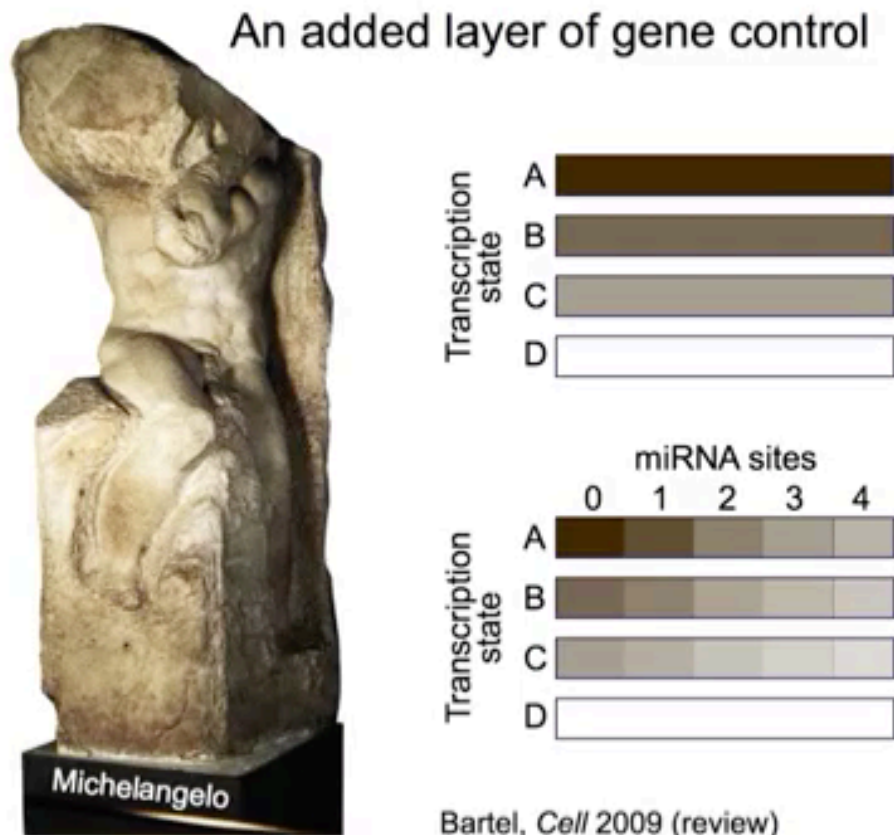 An added layer of gene control
Transcription
state
A
B
C
D
miRNA sites
0 1 2 3 4
Transcription
state
A
B
C
D
Michelangelo
Bartel, Cell 2009 (review)